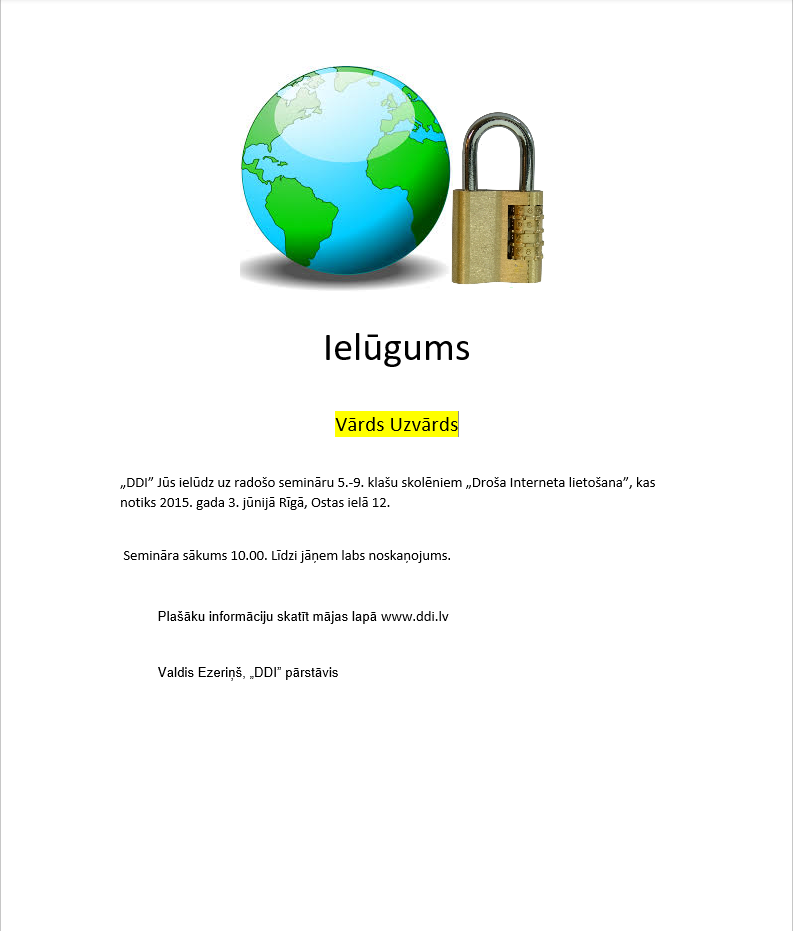 Ielūgums
Vārds Uzvārds
„DDI” Jūs ielūdz uz radošo semināru 5.-9. klašu skolēniem „Droša Interneta lietošana”, kas
notiks 2015. gada 3. jūnijā Rīgā, Ostas ielā 12.
Semināra sākums 10.00. Līdzi jāņem labs noskaņojums.
Plašāku informāciju skatīt mājas lapā www.ddi.lv
Valdis Ezeriņš, „DDI” pārstāvis